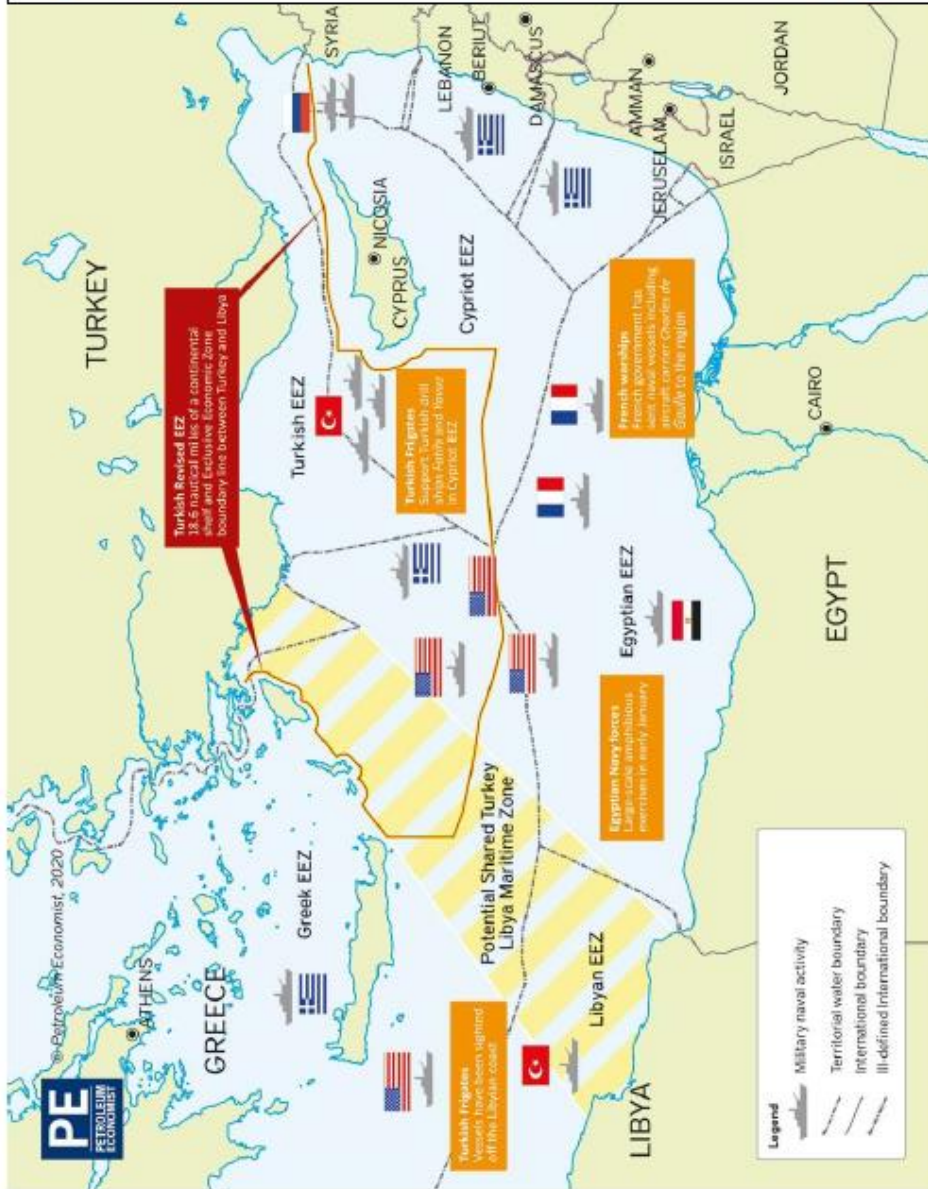 © Petroleum Economist, 2020
PE
PETROLEUM
ECONOMIST
TURKEY
Turkish Revised EEZ
18.6 nautical miles of a continental
shelf and Exclusive Economic Zone
boundary line between Turkey and Libya
ATHENS
GREECE
Greek EEZ
Turkish EEZ
SYRIA
NICOSIA
CYPRUS
Turkish Frigates
Support Turkish drill
ships Fatih and Yavuz
in Cypriot EEZ
Cypriot EEZ
LEBANON
BERIUT
DAMASCUS
Turkish Frigates
Vessels have been sighted
off the Libyan coast
Potential Shared Turkey
Libya Maritime Zone
Libyan EEZ
Egyptian EEZ
Egyptian Navy forces
Large-scale amphibious
exercises in early January
French worships
French government has
sent naval vessels including
aircraft carrier Charles de
Gaulle to the region
JERUSELAM
AMMAN
ISRAEL
JORDAN
LIBYA
EGYPT
CAIRO
Legend
Military naval activity
Territorial water boundary
International boundary
Ill-defined International boundary